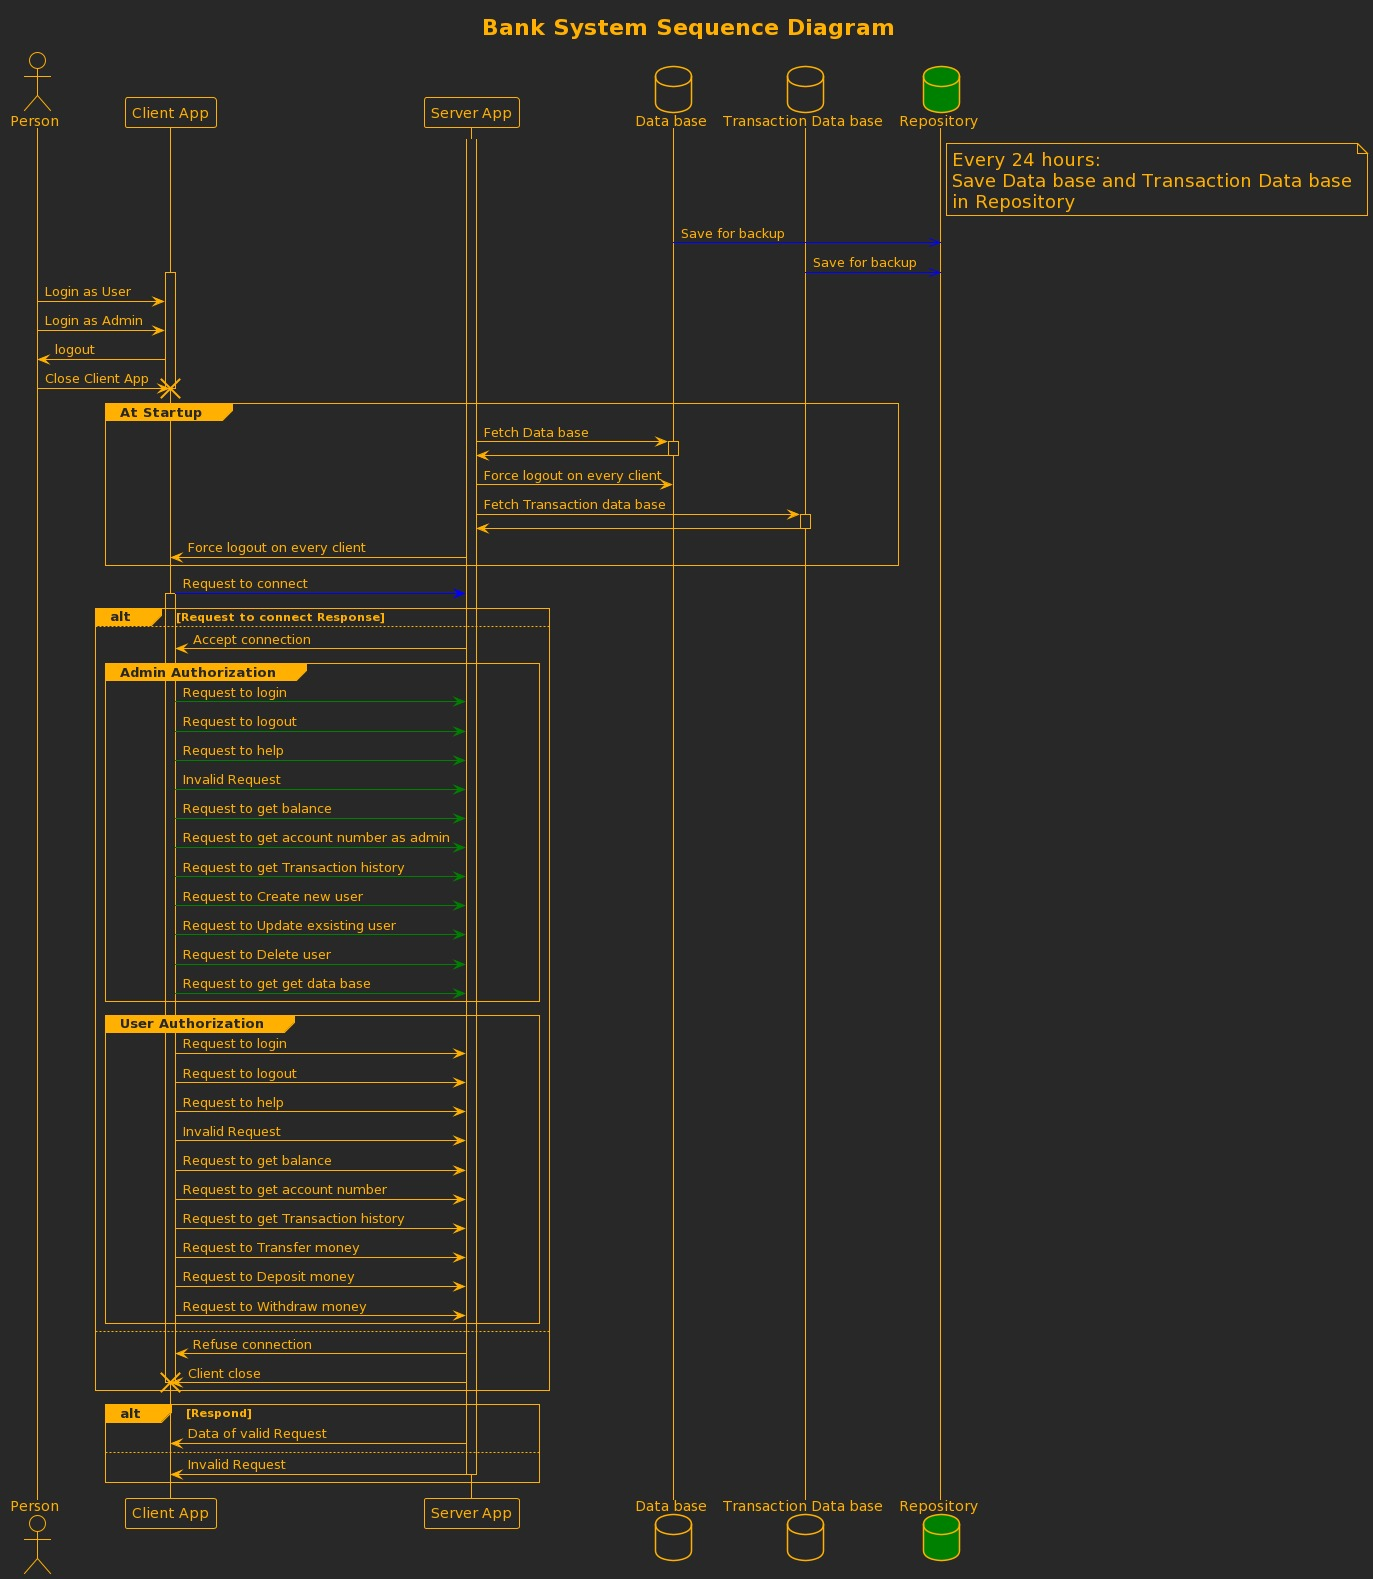 Bank System Sequence Diagram
Person
Client App
Server App
Data base
Transaction Data base
Repository
Every 24 hours:
Save Data base and Transaction Data base
in Repository
Save for backup
Save for backup
Login as User
Login as Admin
logout
Close Client App
At Startup
Fetch Data base
Force logout on every client
Fetch Transaction data base
Force logout on every client
Request to connect
alt [Request to connect Response]
Accept connection
Admin Authorization
Request to login
Request to logout
Request to help
Invalid Request
Request to get balance
Request to get account number as admin
Request to get Transaction history
Request to Create new user
Request to Update exsisting user
Request to Delete user
Request to get get data base
User Authorization
Request to login
Request to logout
Request to help
Invalid Request
Request to get balance
Request to get account number
Request to get Transaction history
Request to Transfer money
Request to Deposit money
Request to Withdraw money
Refuse connection
Client close
alt [Respond]
Data of valid Request
Invalid Request
Person
Client App
Server App
Data base
Transaction Data base
Repository